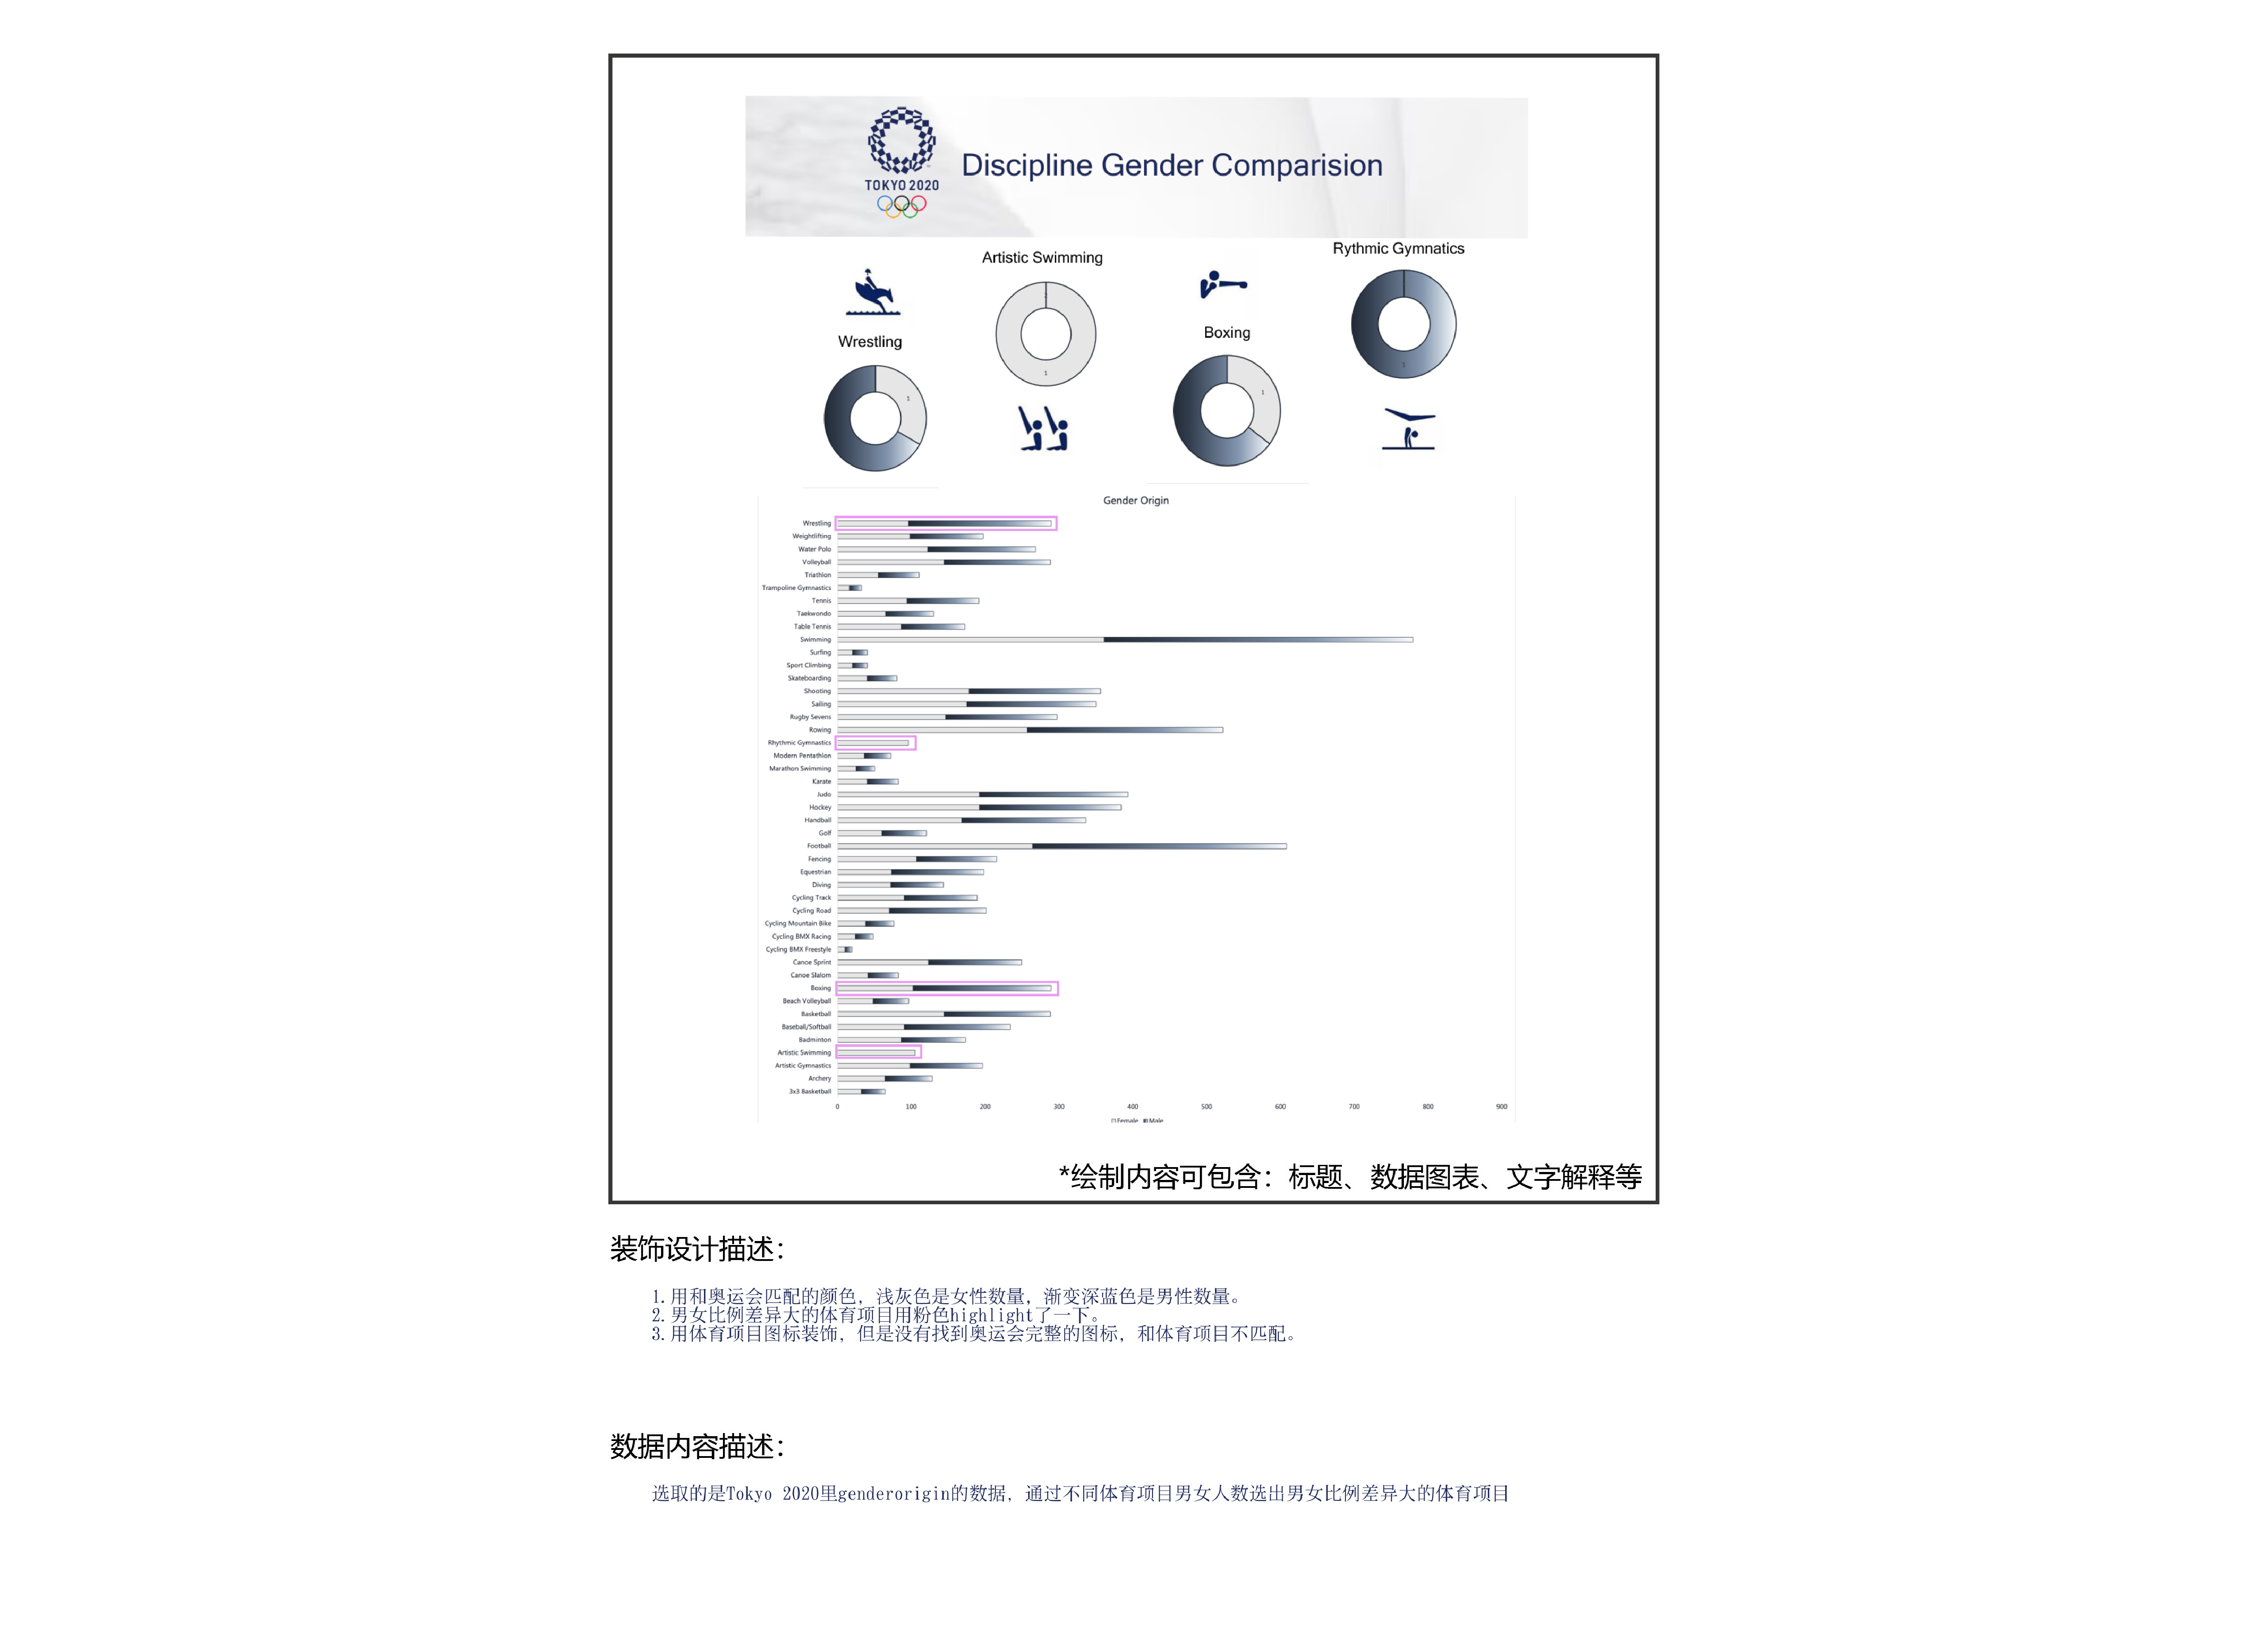 TOKYO 2020
Discipline Gender Comparision
Rythmic Gymnatics
Artistic Swimming
Boxing
Wrestling
1
1
1
1
Gender Origin
Wrestling
Weightlifting
Water Polo
Volleyball
Triathlon
Trampoline Gymnastics
Tennis
Taekwondo
Table Tennis
Swimming
Surfing
Sport Climbing
Skateboarding
Shooting
Sailing
Rugby Sevens
Rowing
Rhythmic Gymnastics
Modern Pentathlon
Marathon Swimming
Karate
Judo
Hockey
Handball
Golf
Football
Fencing
Equestrian
Diving
Cycling Track
Cycling Road
Cycling Mountain Bike
Cycling BMX Racing
Cycling BMX Freestyle
Canoe Sprint
Canoe Slalom
Boxing
Beach Volleyball
Basketball
Baseball/Softball
Badminton
Artistic Swimming
Artistic Gymnastics
Archery
3x3 Basketball
0 100 200 300 400 500 600 700 800 900
Female Male
*绘制内容可包含：标题、数据图表、文字解释等
装饰设计描述：
1. 用和奥运会匹配的颜色，浅灰色是女性数量，渐变深蓝色是男性数量。
2. 男女比例差异大的体育项目用粉色highlight了一下。
3. 用体育项目图标装饰，但是没有找到奥运会完整的图标，和体育项目不匹配。
数据内容描述：
选取的是Tokyo 2020里genderorigin的数据，通过不同体育项目男女人数选出男女比例差异大的体育项目